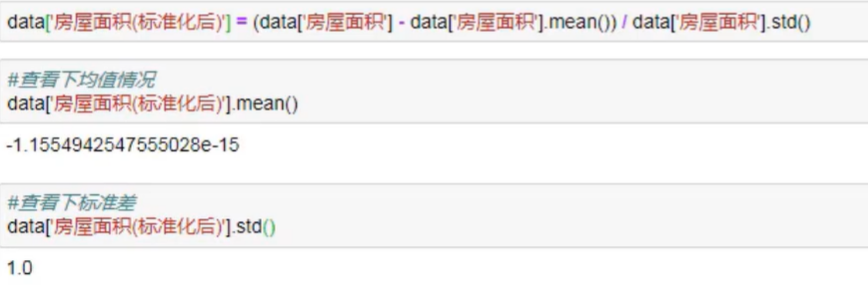 data['房屋面积(标准化后)'] = (data['房屋面积'] - data['房屋面积'].mean()) / data['房屋面积'].std()
#查看下均值情况
data['房屋面积(标准化后)'].mean()
-1.1554942547555028e-15
#查看下标准差
data['房屋面积(标准化后)'].std()
1.0